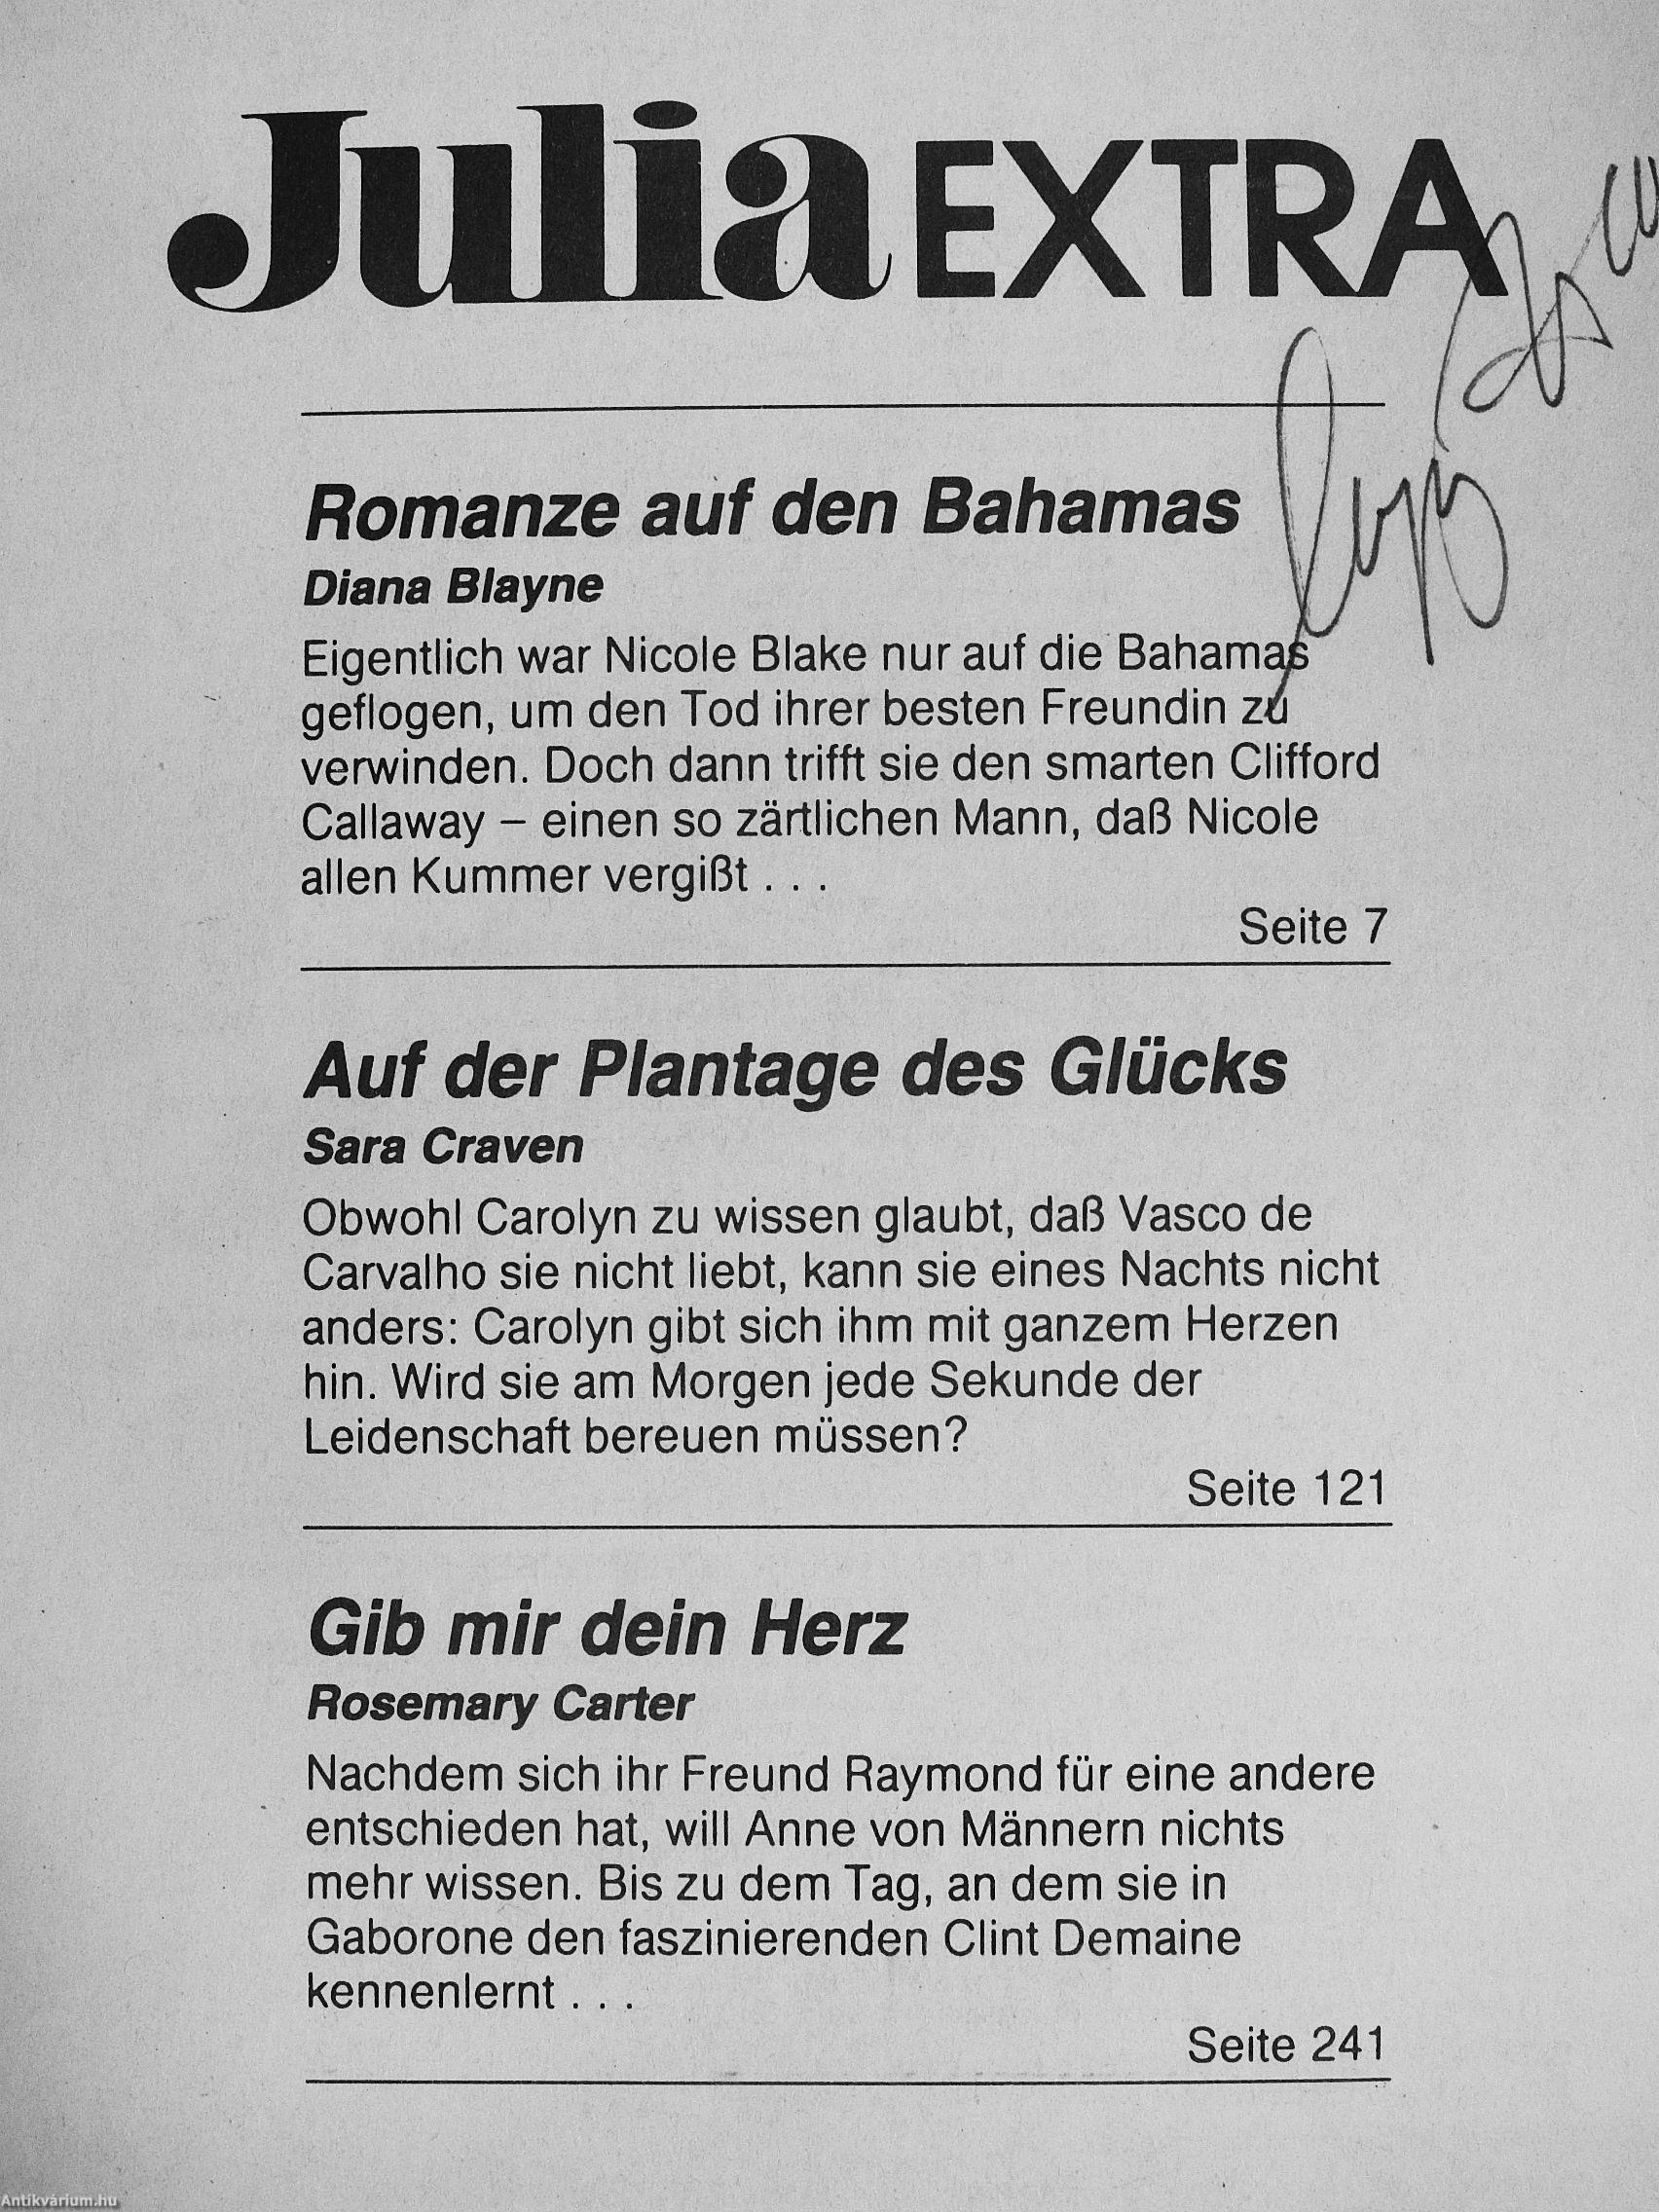 Julia EXTRA
Romanze auf den Bahamas
Diana Blayne
Eigentlich war Nicole Blake nur auf die Bahamas
geflogen, um den Tod ihrer besten Freundin zu
verwinden. Doch dann trifft sie den smarten Clifford
Callaway – einen so zärtlichen Mann, daß Nicole
allen Kummer vergißt . . .
Seite 7
Auf der Plantage des Glücks
Sara Craven
Obwohl Carolyn zu wissen glaubt, daß Vasco de
Carvalho sie nicht liebt, kann sie eines Nachts nicht
anders: Carolyn gibt sich ihm mit ganzem Herzen
hin. Wird sie am Morgen jede Sekunde der
Leidenschaft bereuen müssen?
Seite 121
Gib mir dein Herz
Rosemary Carter
Nachdem sich ihr Freund Raymond für eine andere
entschieden hat, will Anne von Männern nichts
mehr wissen. Bis zu dem Tag, an dem sie in
Gaborone den faszinierenden Clint Demaine
kennenlernt . . .
Seite 241
Antikvárium.hu